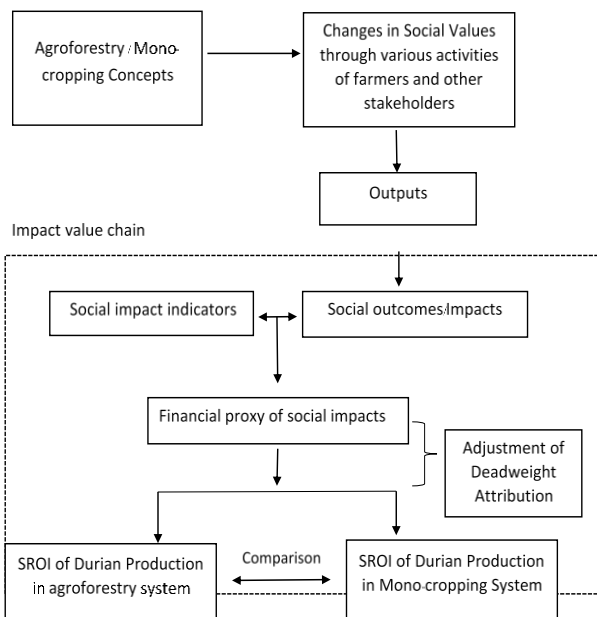 Agroforestry / Mono-
cropping Concepts
Changes in Social Values
through various activities
of farmers and other
stakeholders
Outputs
Impact value chain
Social impact indicators
Social outcomes/Impacts
Financial proxy of social impacts
Adjustment of
Deadweight
Attribution
SROI of Durian Production
in agroforestry system
Comparison
SROI of Durian Production
in Mono-cropping System